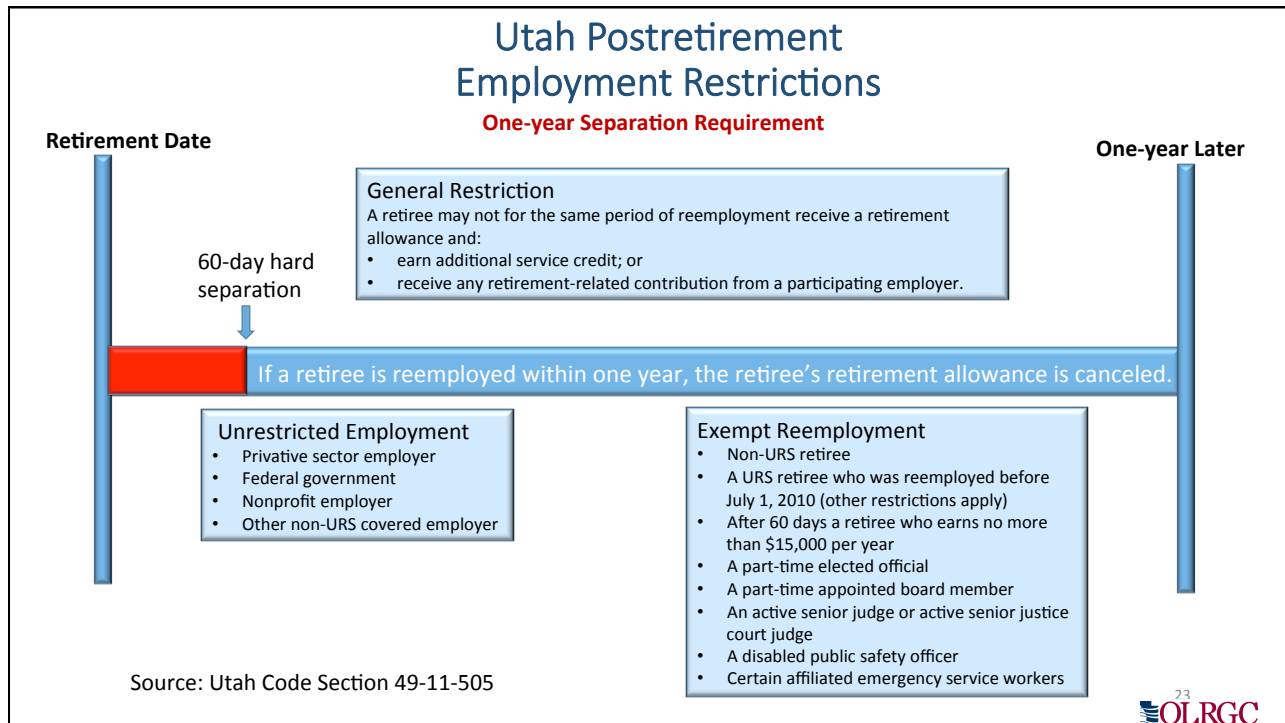 Utah Postretirement
Employment Restrictions
One-year Separation Requirement
Retirement Date
One-year Later
General Restriction
A retiree may not for the same period of reemployment receive a retirement
allowance and:
• earn additional service credit; or
• receive any retirement-related contribution from a participating employer.
60-day hard
separation
If a retiree is reemployed within one year, the retiree's retirement allowance is canceled.
Unrestricted Employment
• Privative sector employer
• Federal government
• Nonprofit employer
• Other non-URS covered employer
Exempt Reemployment
• Non-URS retiree
• A URS retiree who was reemployed before
July 1, 2010 (other restrictions apply)
• After 60 days a retiree who earns no more
than $15,000 per year
• A part-time elected official
• A part-time appointed board member
• An active senior judge or active senior justice
court judge
• A disabled public safety officer
• Certain affiliated emergency service workers
Source: Utah Code Section 49-11-505
23
OLRGC